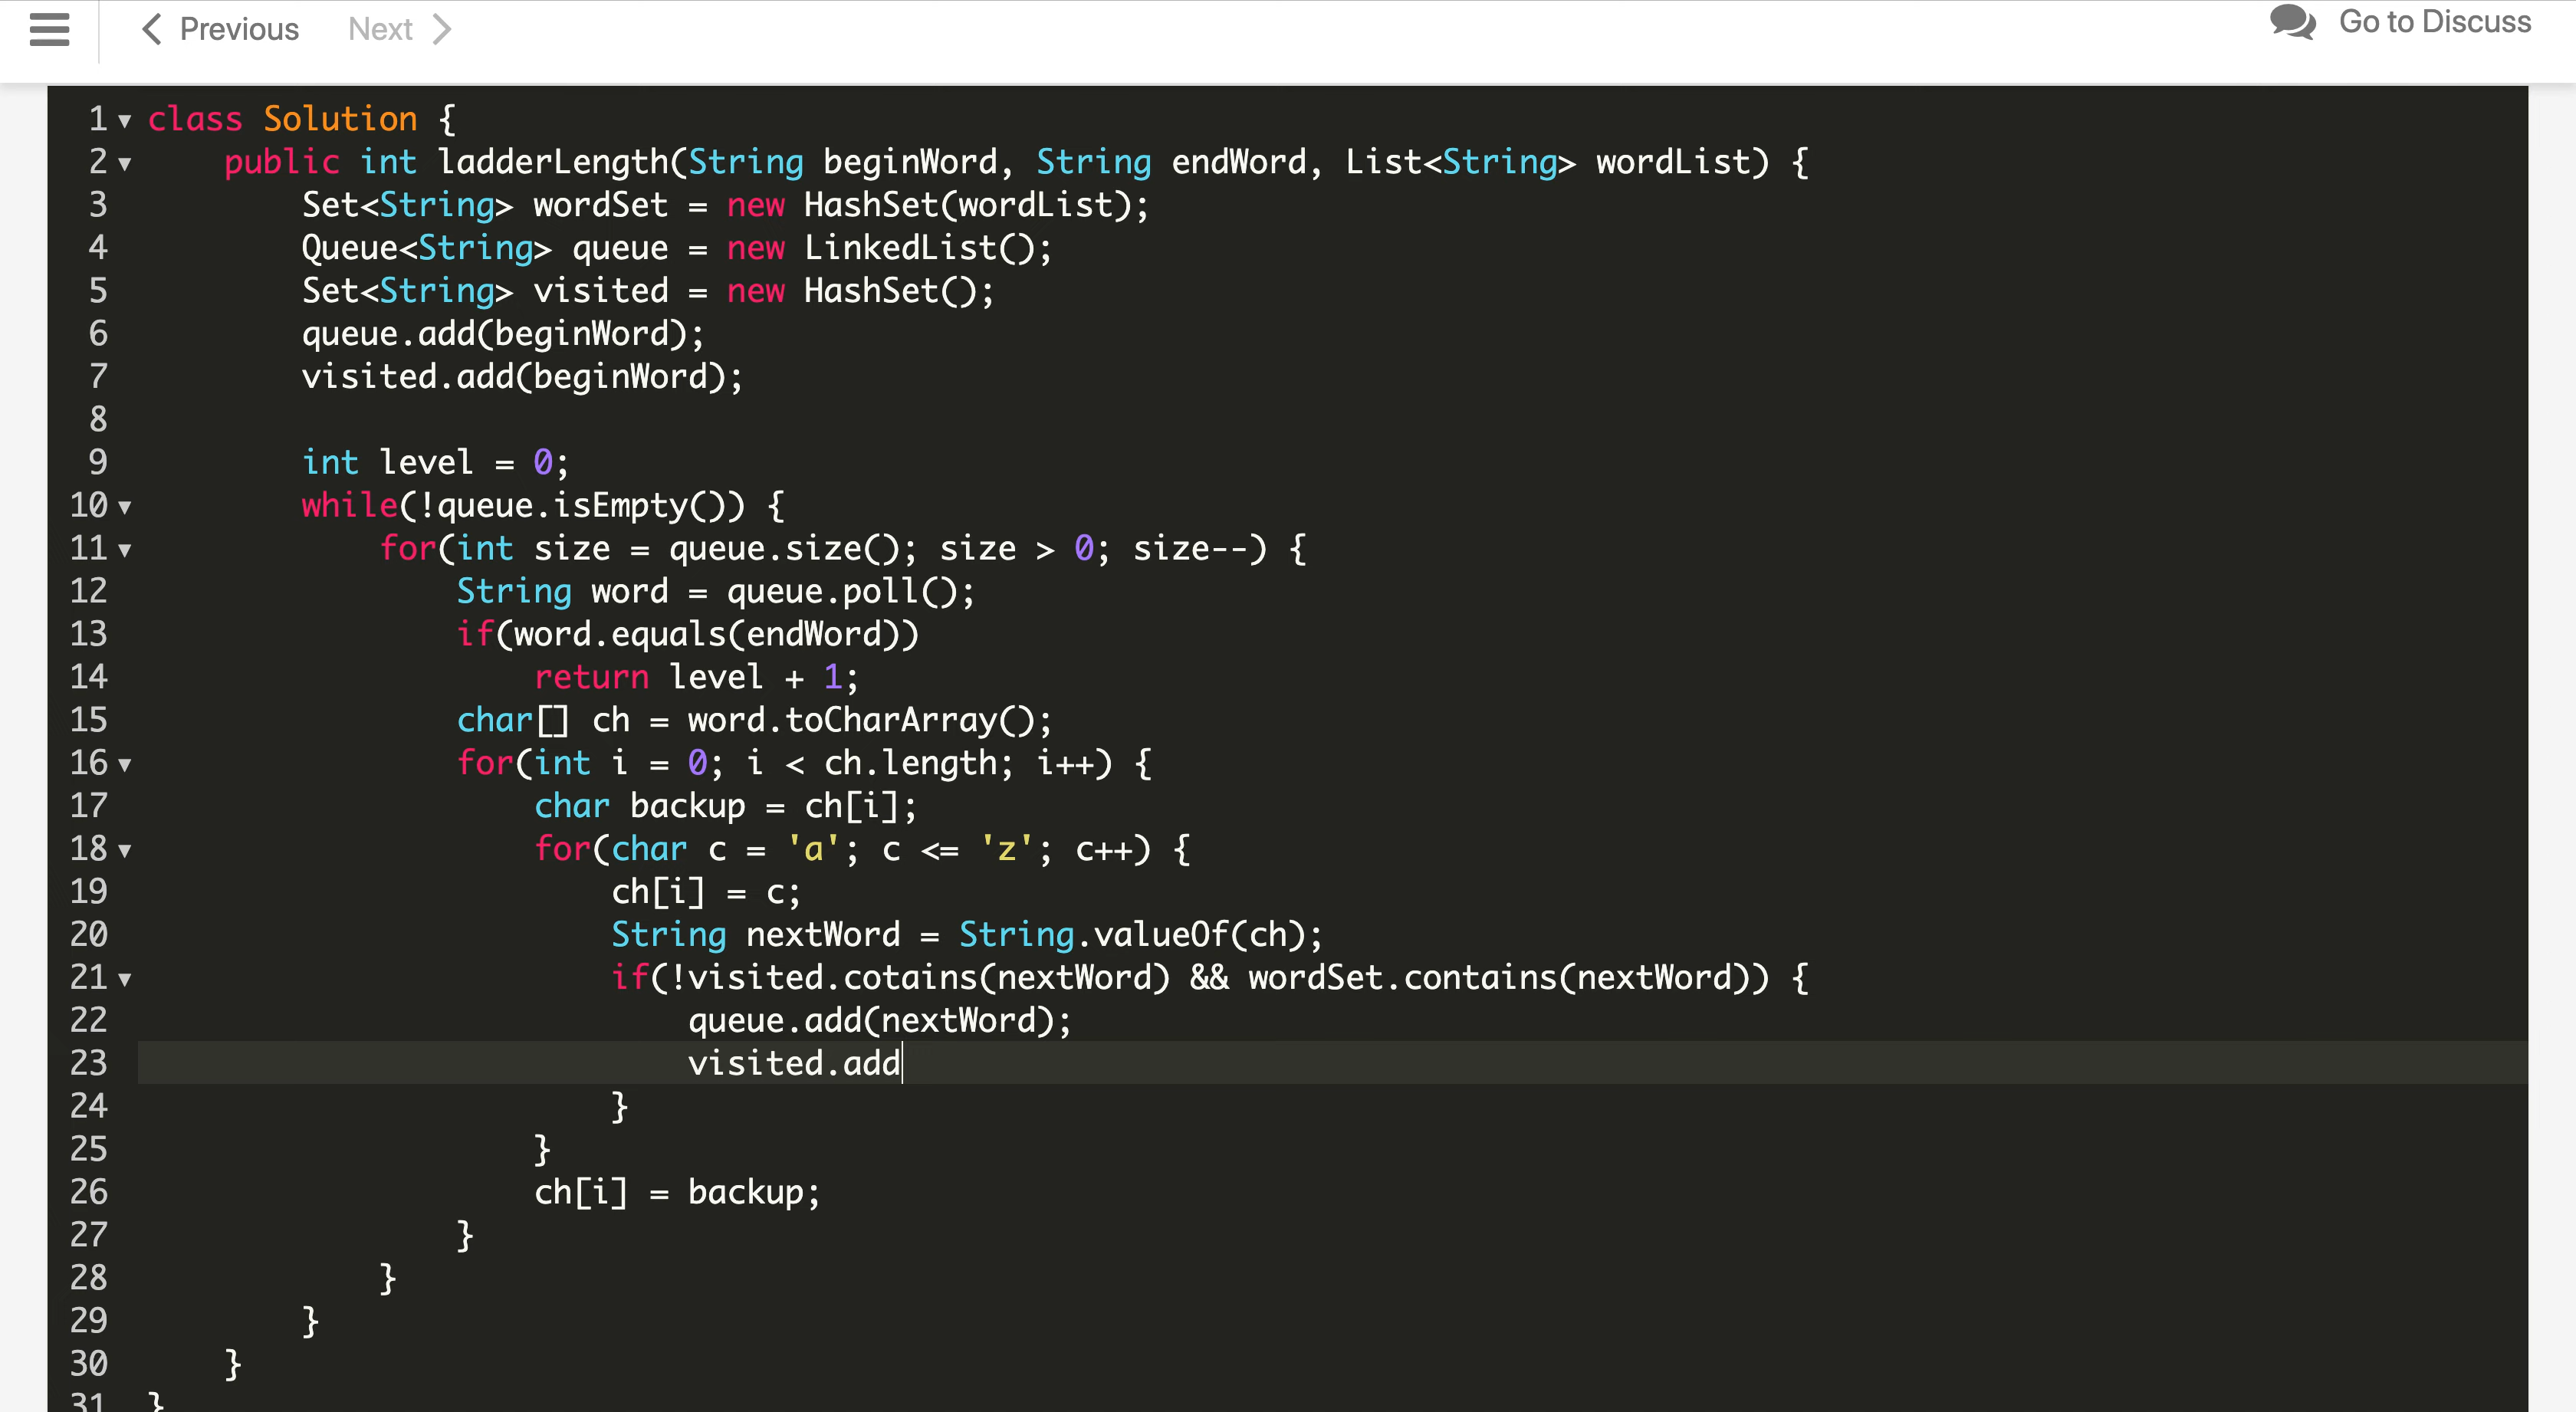 Previous Next Go to Discuss
1 class Solution {
2 public int ladderLength(String beginWord, String endWord, List<String> wordList) {
3 Set<String> wordSet = new HashSet(wordList);
4 Queue<String> queue = new LinkedList();
5 Set<String> visited = new HashSet();
6 queue.add(beginWord);
7 visited.add(beginWord);
8
9 int level = 0;
10 while(!queue.isEmpty()) {
11 for(int size = queue.size(); size > 0; size--) {
12 String word = queue.poll();
13 if(word.equals(endWord))
14 return level + 1;
15 char[] ch = word.toCharArray();
16 for(int i = 0; i < ch.length; i++) {
17 char backup = ch[i];
18 for(char c = 'a'; c <= 'z'; c++) {
19 ch[i] = c;
20 String nextWord = String.valueOf(ch);
21 if(!visited.cotains(nextWord) && wordSet.contains(nextWord)) {
22 queue.add(nextWord);
23 visited.add
24 }
25 }
26 ch[i] = backup;
27 }
28 }
29 }
30 }
31 }